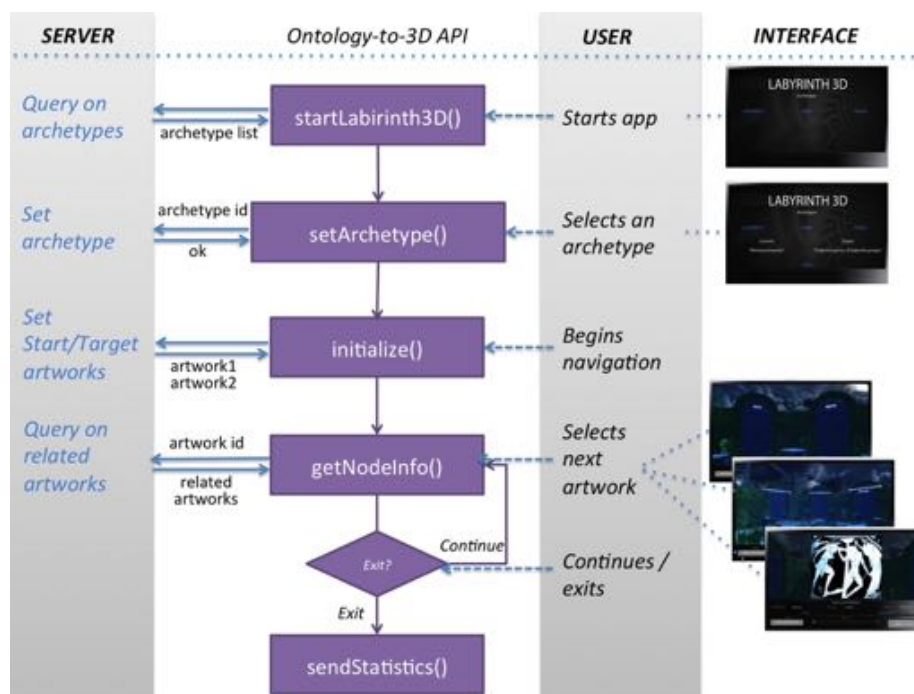 SERVER
Ontology-to-3D API
USER
INTERFACE
Query on
archetypes
archetype list
startLabirinth3D()
Starts app
LABYRINTH 3D
Set
archetype
archetype id
ok
setArchetype()
Selects an
archetype
LABYRINTH 3D
Set
Start/Target
artworks
artwork1
artwork2
initialize()
Begins
navigation
Query on
related
artworks
artwork id
related
artworks
getNodeInfo()
Selects
next
artwork
Continue
Exit?
Continues /
exits
Exit
sendStatistics()